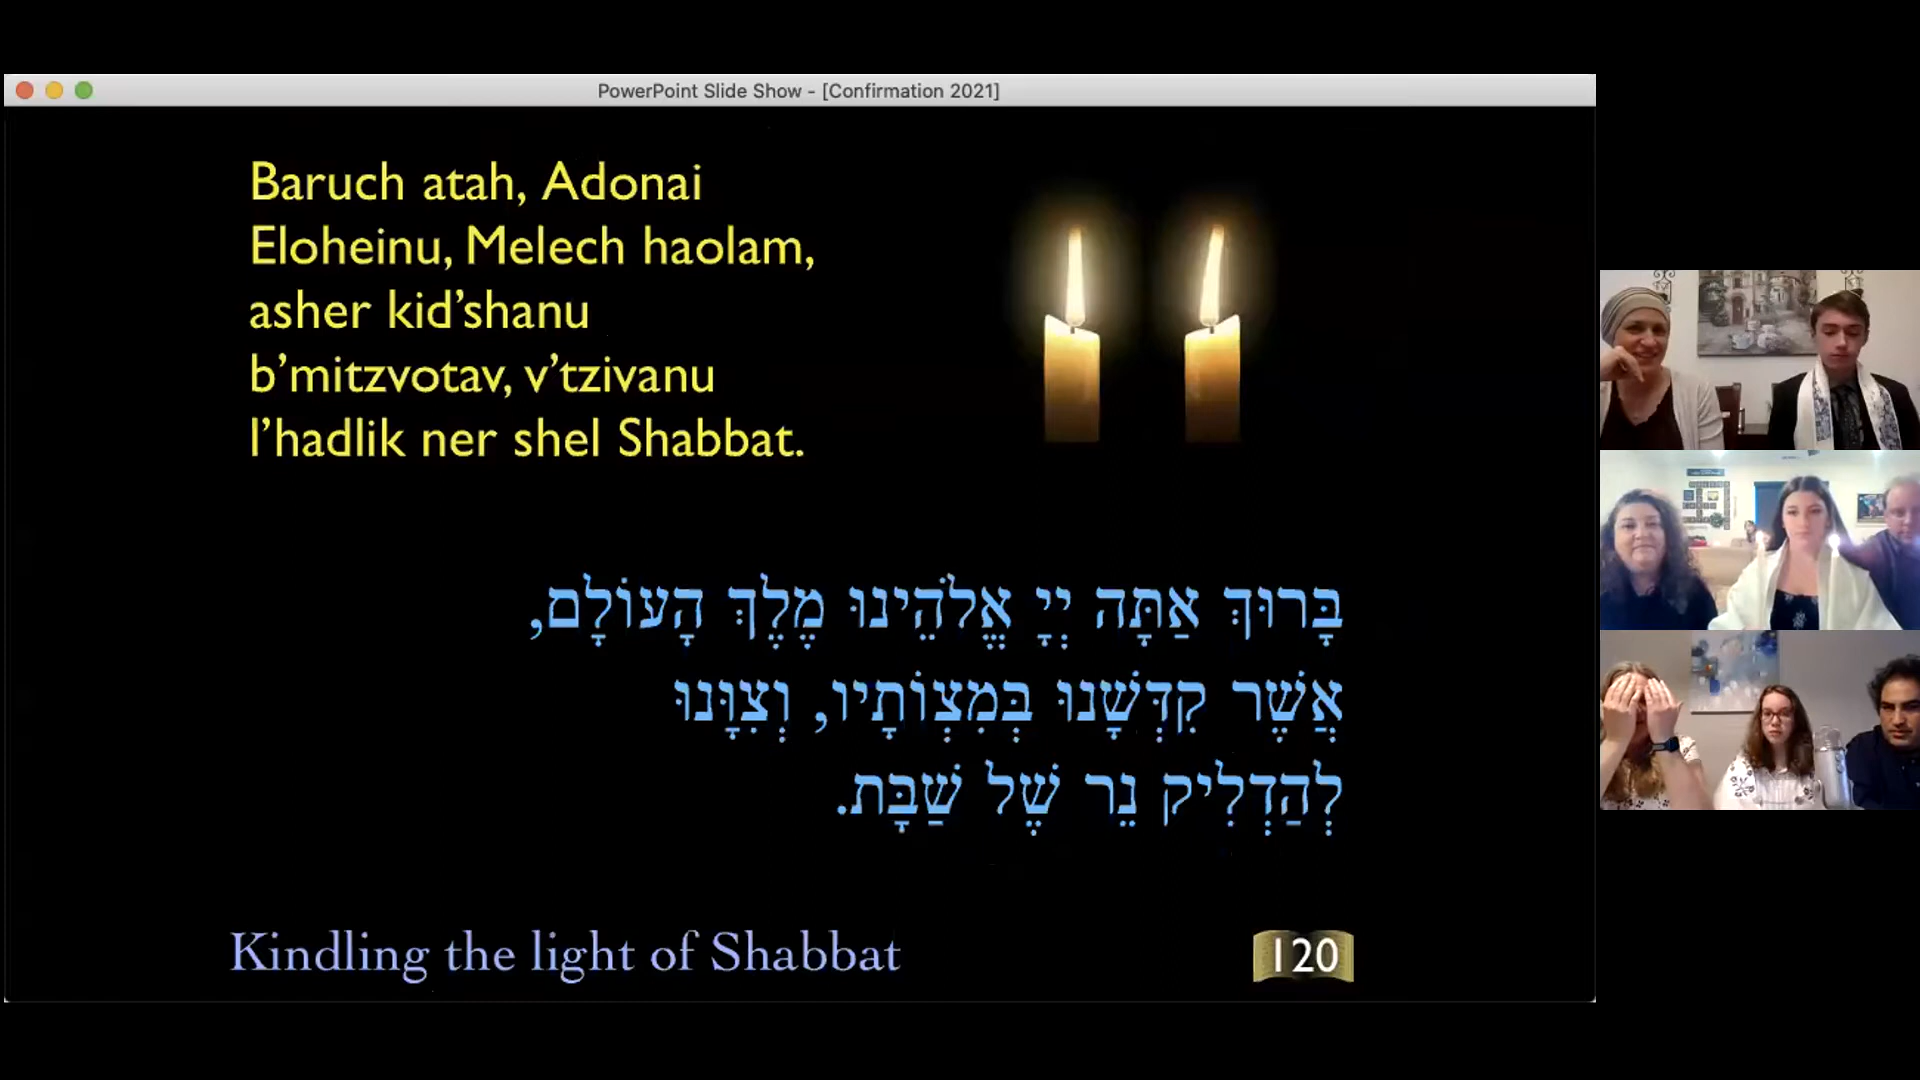 PowerPoint Slide Show - [Confirmation 2021]
Baruch atah, Adonai
Eloheinu, Melech haolam,
asher kid’shanu
b’mitzvotav, v’tzivanu
l’hadlik ner shel Shabbat.
בָּרוּךְ אַתָּה יְיָ אֱלֹהֵינוּ מֶלֶךְ הָעוֹלָם,
אֲשֶׁר קִדְּשָׁנוּ בְּמִצְוֹתָיו, וְצִוָּנוּ
לְהַדְלִיק נֵר שֶׁל שַׁבָּת.
Kindling the light of Shabbat
120